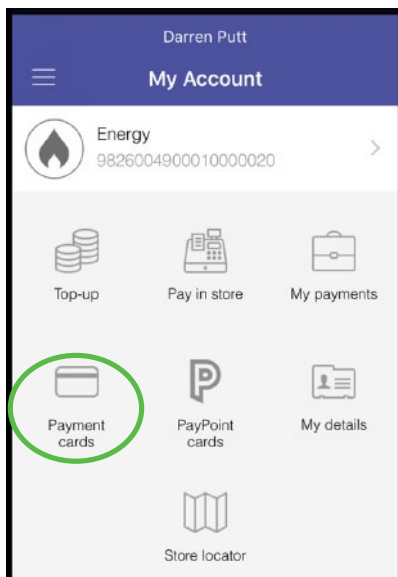 Darren Putt
My Account
Energy
9826004900010000020
Top-up
Pay in store
My payments
Payment
cards
PayPoint
cards
My details
Store locator